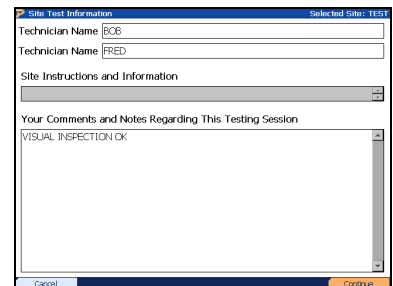 Site Test Information Selected Site: TEST
Technician Name BOB
Technician Name FRED
Site Instructions and Information
Your Comments and Notes Regarding This Testing Session
VISUAL INSPECTION OK
Cancel Continue